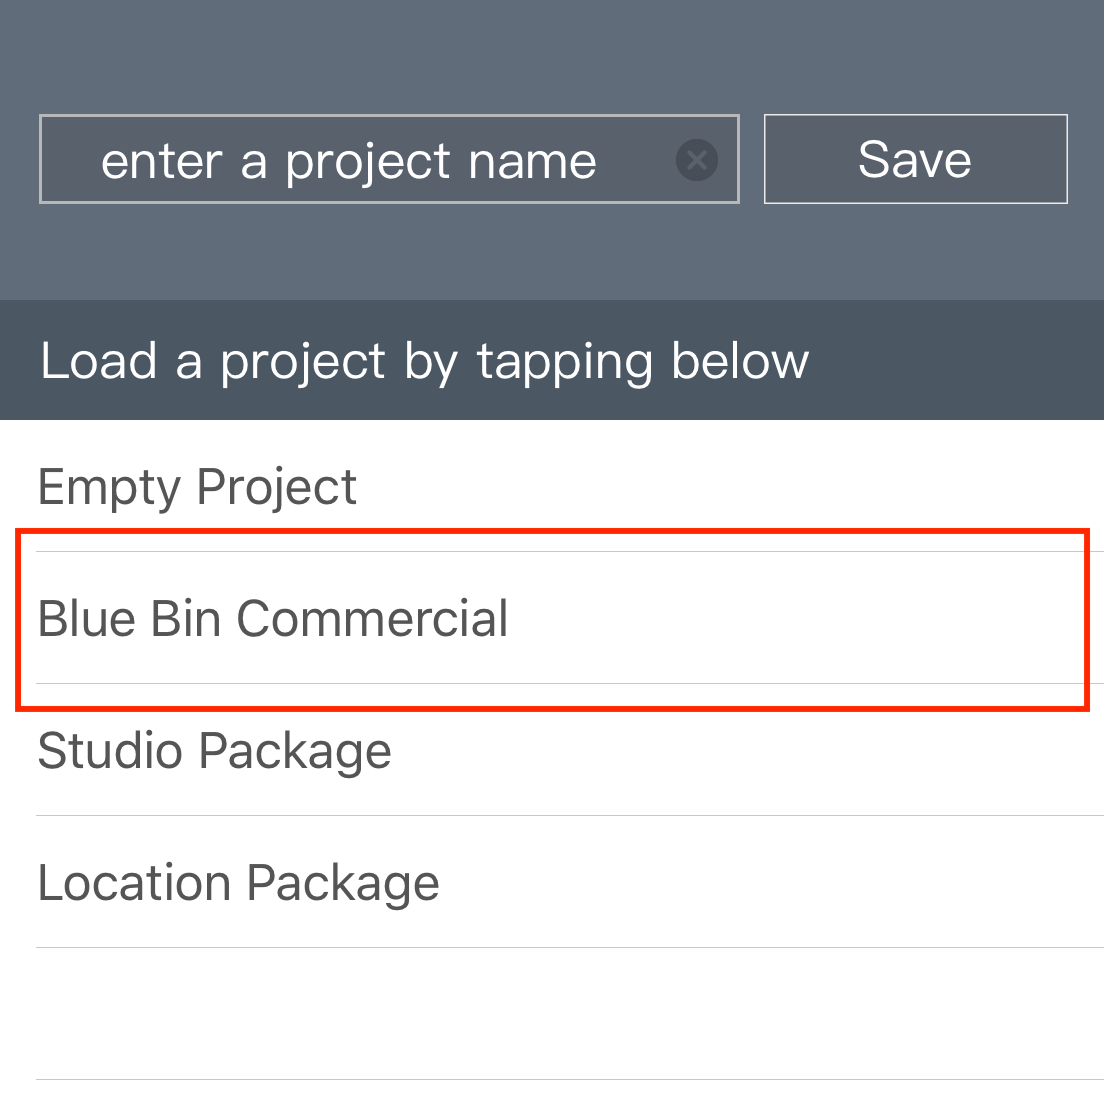 enter a project name
Save
Load a project by tapping below
Empty Project
Blue Bin Commercial
Studio Package
Location Package